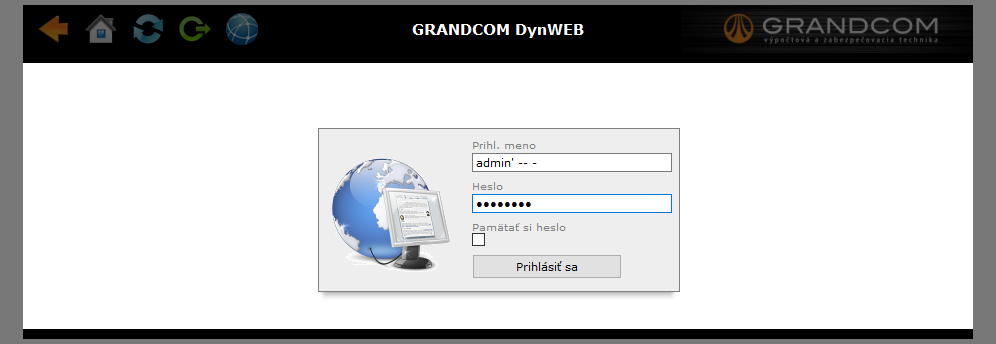 GRANDCOM DynWEB
GRANDCOM
výpočtová a zabezpečovacia technika
Prihl. meno
admin' -- -
Heslo
••••••••
Pamätať si heslo
Prihlásiť sa